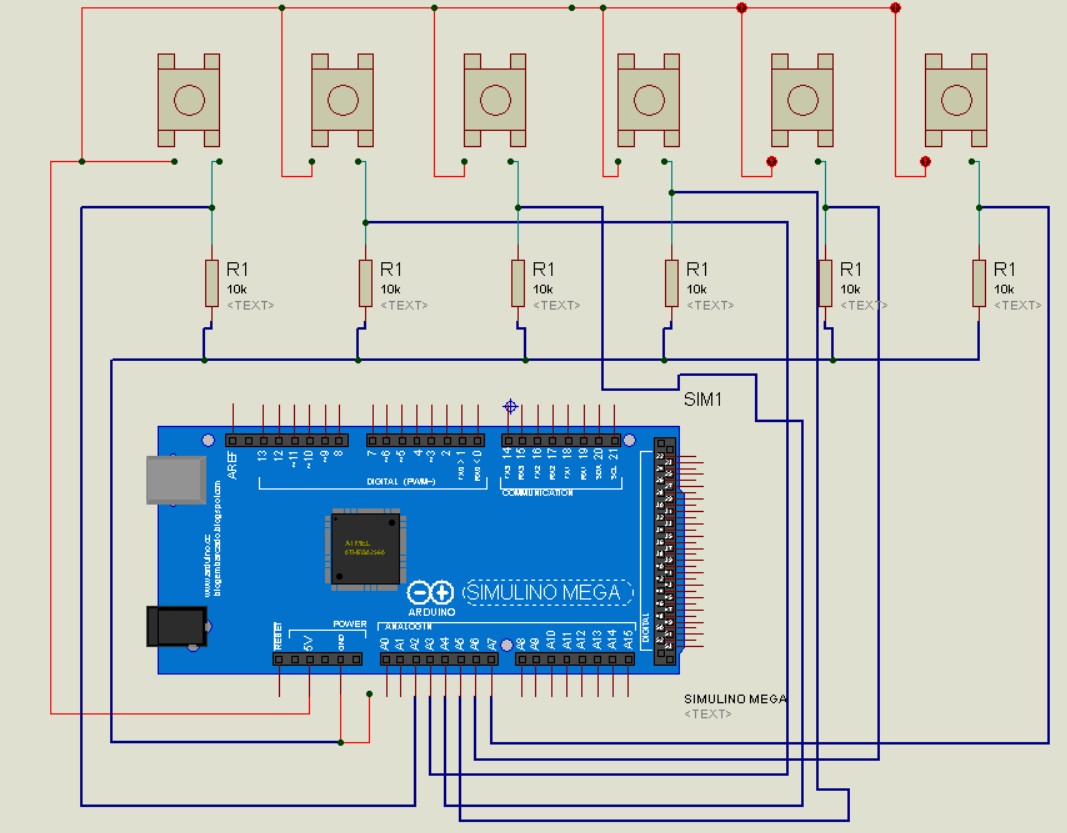 R1
10k
<TEXT>
R1
10k
<TEXT>
R1
10k
<TEXT>
R1
10k
<TEXT>
R1
10k
<TEXT>
R1
10k
<TEXT>
SIM1
AREF
13
12
~11
~10
~9
8
7
~6
~5
4
~3
2
TX0 > 1
RX0 < 0
TX3 14
RX3 15
TX2 16
RX2 17
TX1 18
RX1 19
SDA 20
SCL 21
DIGITAL (PWM~)
COMMUNICATION
www.arduino.cc
blogembarcado.blogspot.com
ATMEL
ARDUINO
SIMULINO MEGA
DIGITAL
RESET
5V
GND
POWER
ANALOG IN
A0
A1
A2
A3
A4
A5
A6
A7
A8
A9
A10
A11
A12
A13
A14
A15
SIMULINO MEGA
<TEXT>